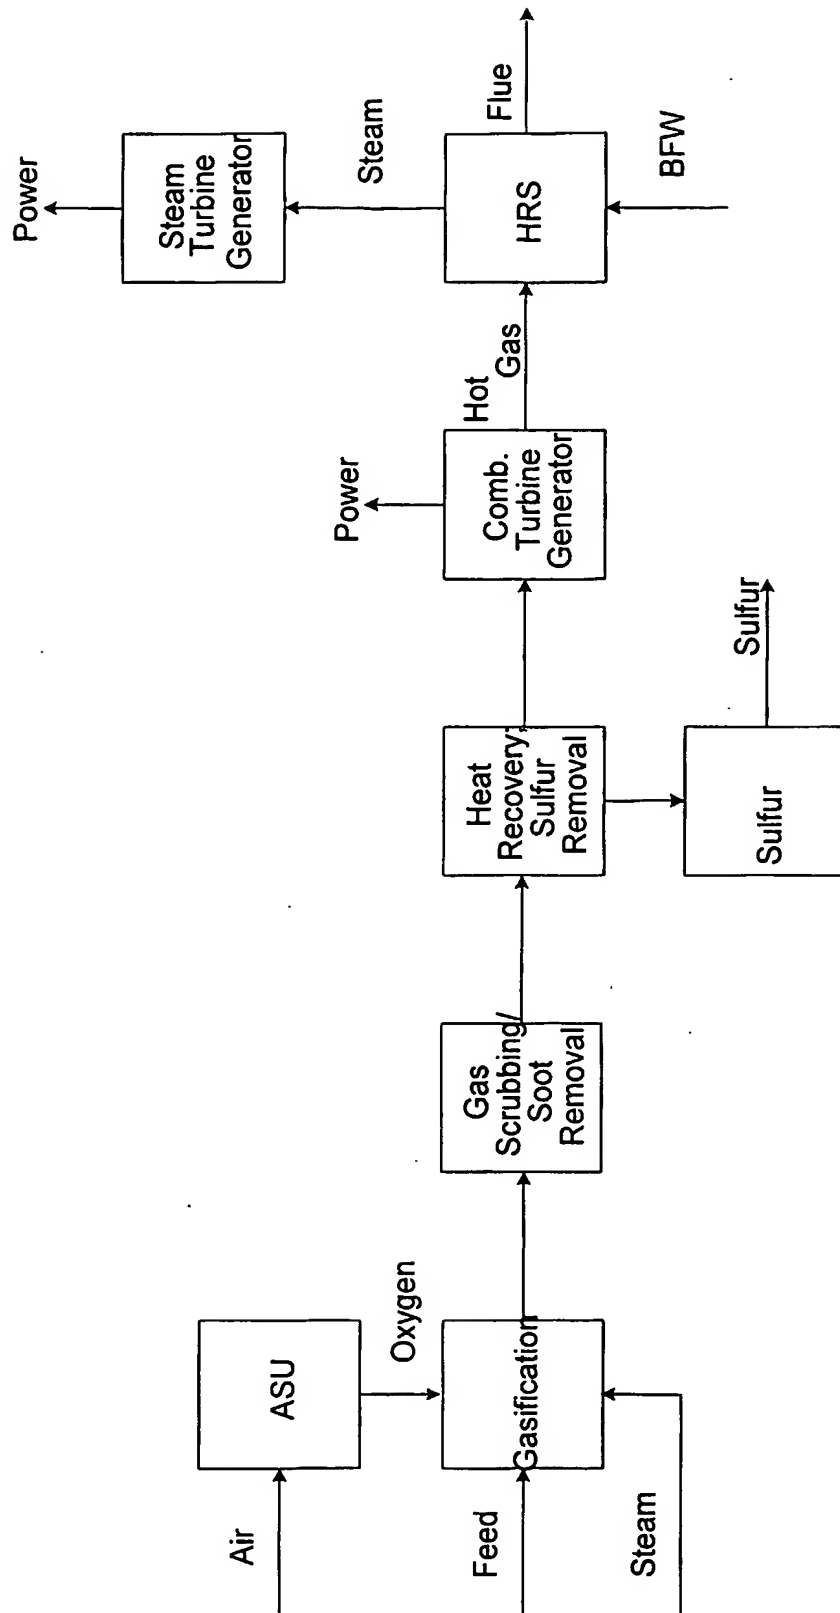 Air
ASU
Oxygen
Feed
Gasification
Steam
Gas
Scrubbing/
Soot
Removal
Heat
Recovery;
Sulfur
Removal
Sulfur
Sulfur
Power
Comb.
Turbine
Generator
Hot
Gas
Power
Steam
Turbine
Generator
Steam
HRS
Flue
BFW